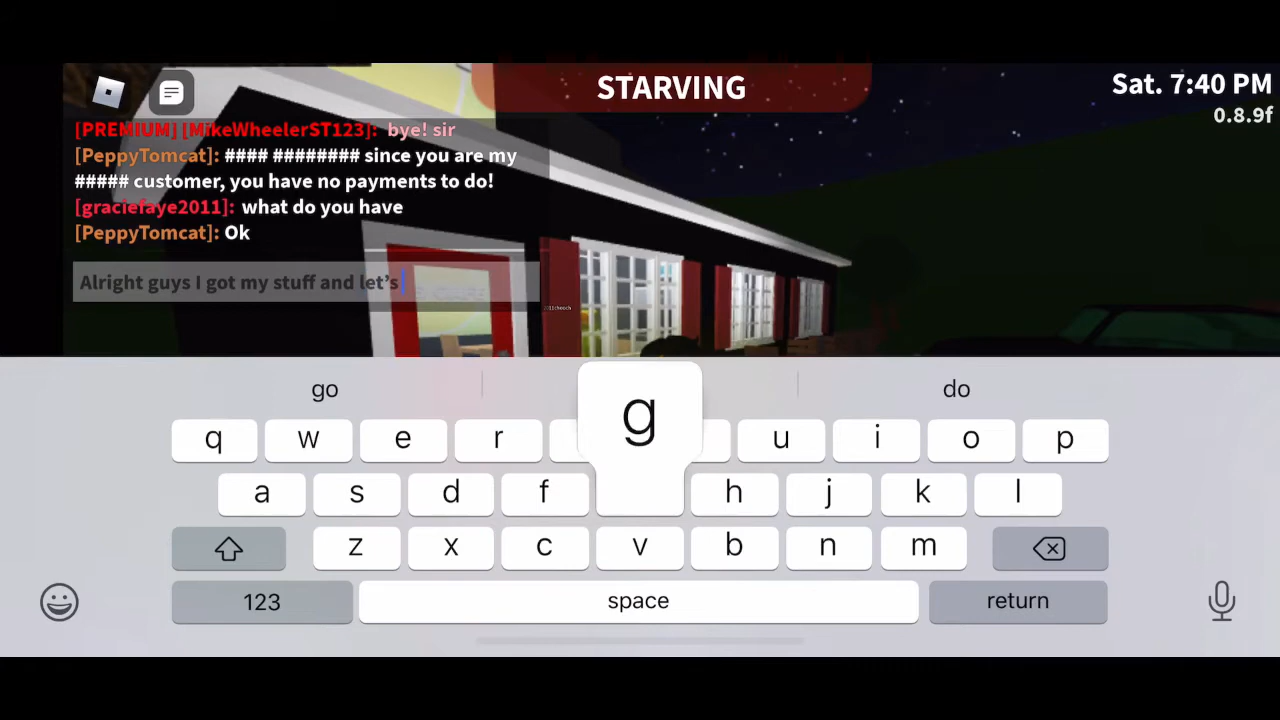 STARVING
Sat. 7:40 PM
0.8.9f
[PREMIUM] [MikeWheelerST123]: bye! sir
[PeppyTomcat]: #### ######## since you are my
##### customer, you have no payments to do!
[graciefaye2011]: what do you have
[PeppyTomcat]: Ok
Alright guys I got my stuff and let's
go
do
g
q w e r u i o p
a s d f h j k l
z x c v b n m
123
space
return